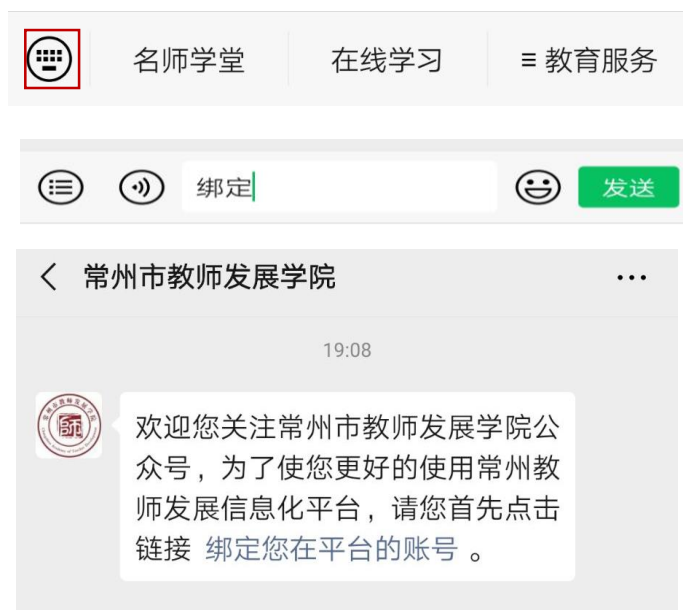 名师学堂 在线学习 ≡ 教育服务
绑定 发送
常州市教师发展学院 ...
19:08
欢迎您关注常州市教师发展学院公
众号，为了使您更好的使用常州教
师发展信息化平台，请您首先点击
链接 绑定您在平台的账号 。